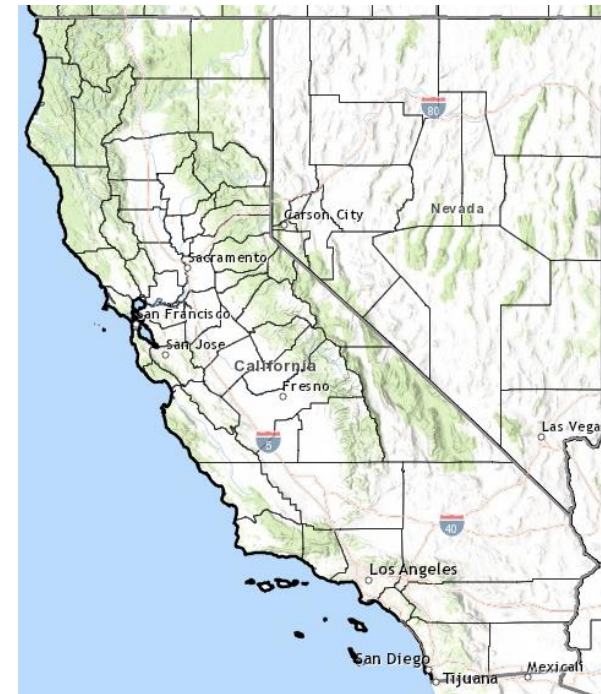 80
Nevada
Carson City
Sacramento
San Francisco
San Jose
California
Fresno
5
Las Vega
40
Los Angeles
San Diego
Tijuana
Mexicali